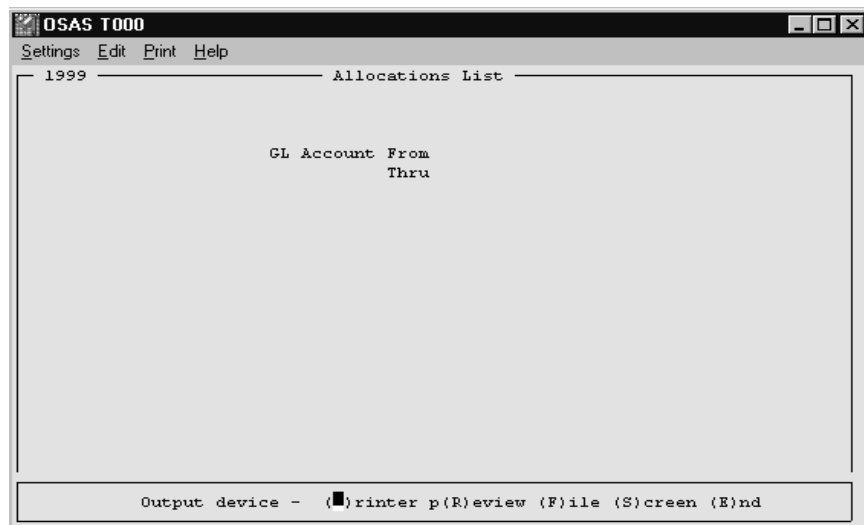 OSAS T000
Settings Edit Print Help
1999 Allocations List
GL Account From
Thru
Output device - ( )rinter p(R)eview (F)ile (S)creen (E)nd